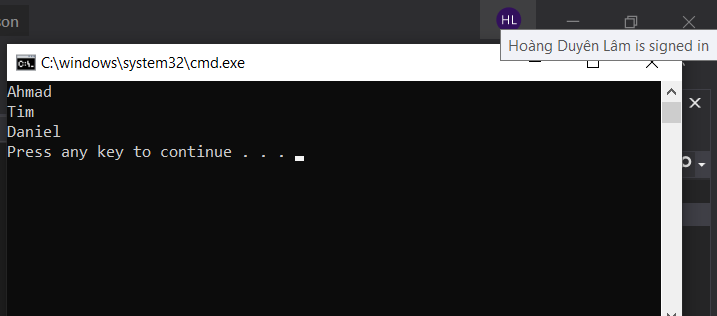 son
HL
Hoàng Duyên Lâm is signed in
C:\windows\system32\cmd.exe
Ahmad
Tim
Daniel
Press any key to continue . . .